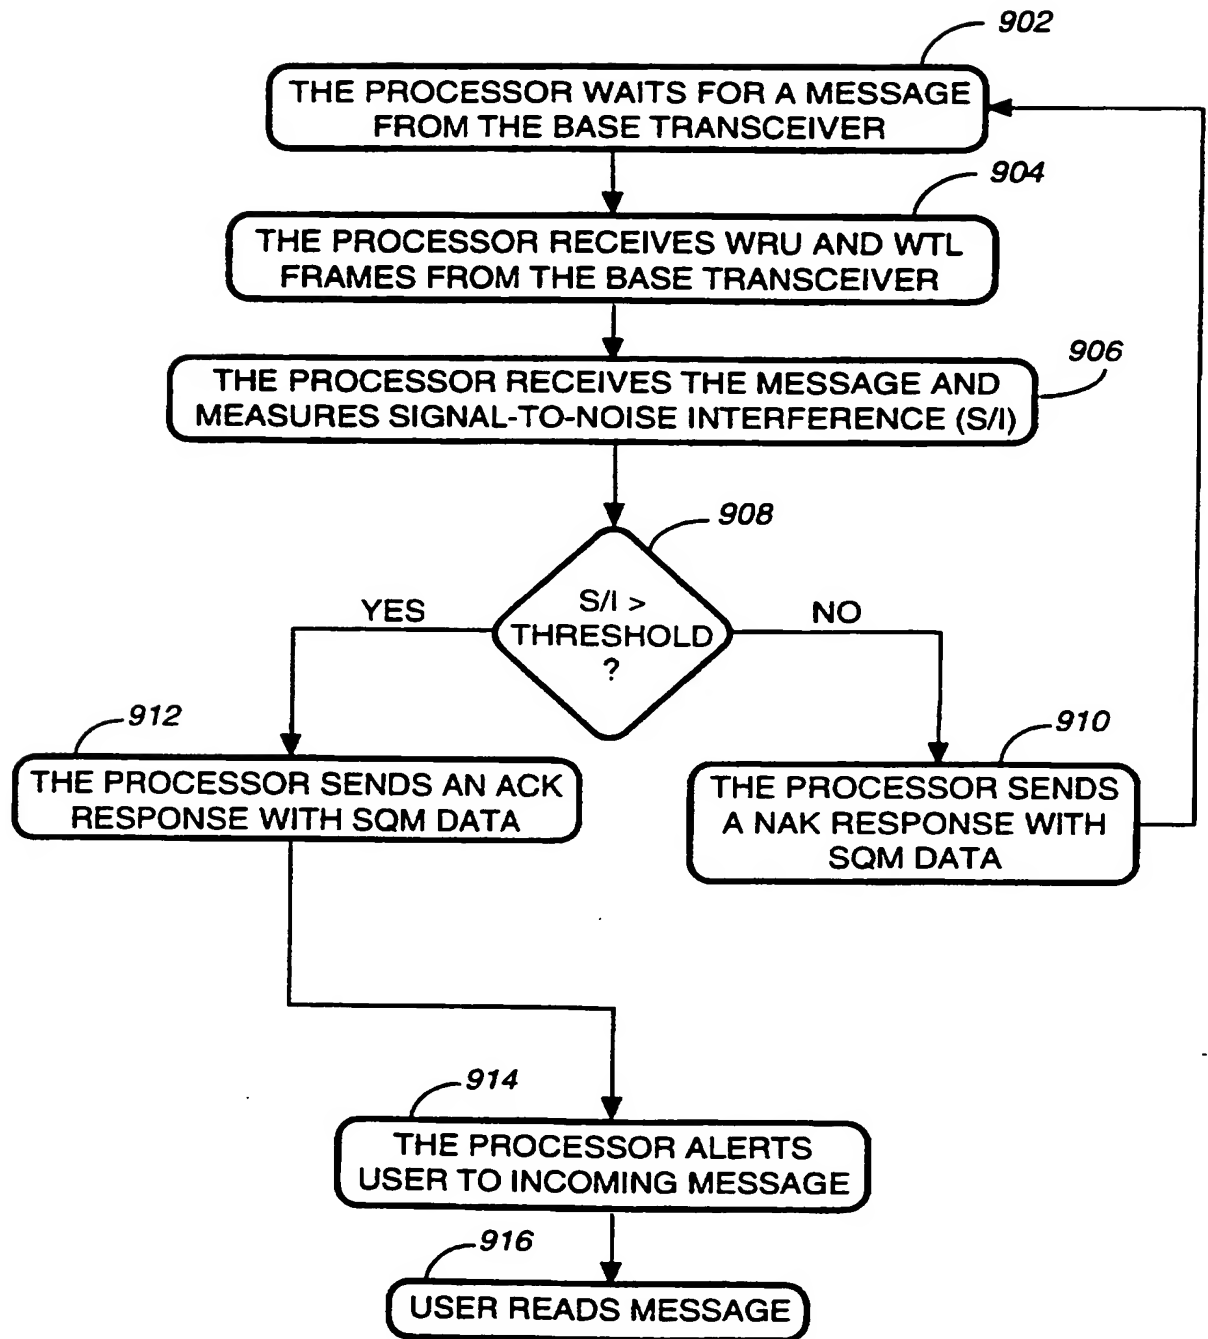 902
THE PROCESSOR WAITS FOR A MESSAGE
FROM THE BASE TRANSCEIVER
904
THE PROCESSOR RECEIVES WRU AND WTL
FRAMES FROM THE BASE TRANSCEIVER
906
THE PROCESSOR RECEIVES THE MESSAGE AND
MEASURES SIGNAL-TO-NOISE INTERFERENCE (S/I)
908
S/I >
THRESHOLD
?
YES
NO
912
THE PROCESSOR SENDS AN ACK
RESPONSE WITH SQM DATA
910
THE PROCESSOR SENDS
A NAK RESPONSE WITH
SQM DATA
914
THE PROCESSOR ALERTS
USER TO INCOMING MESSAGE
916
USER READS MESSAGE